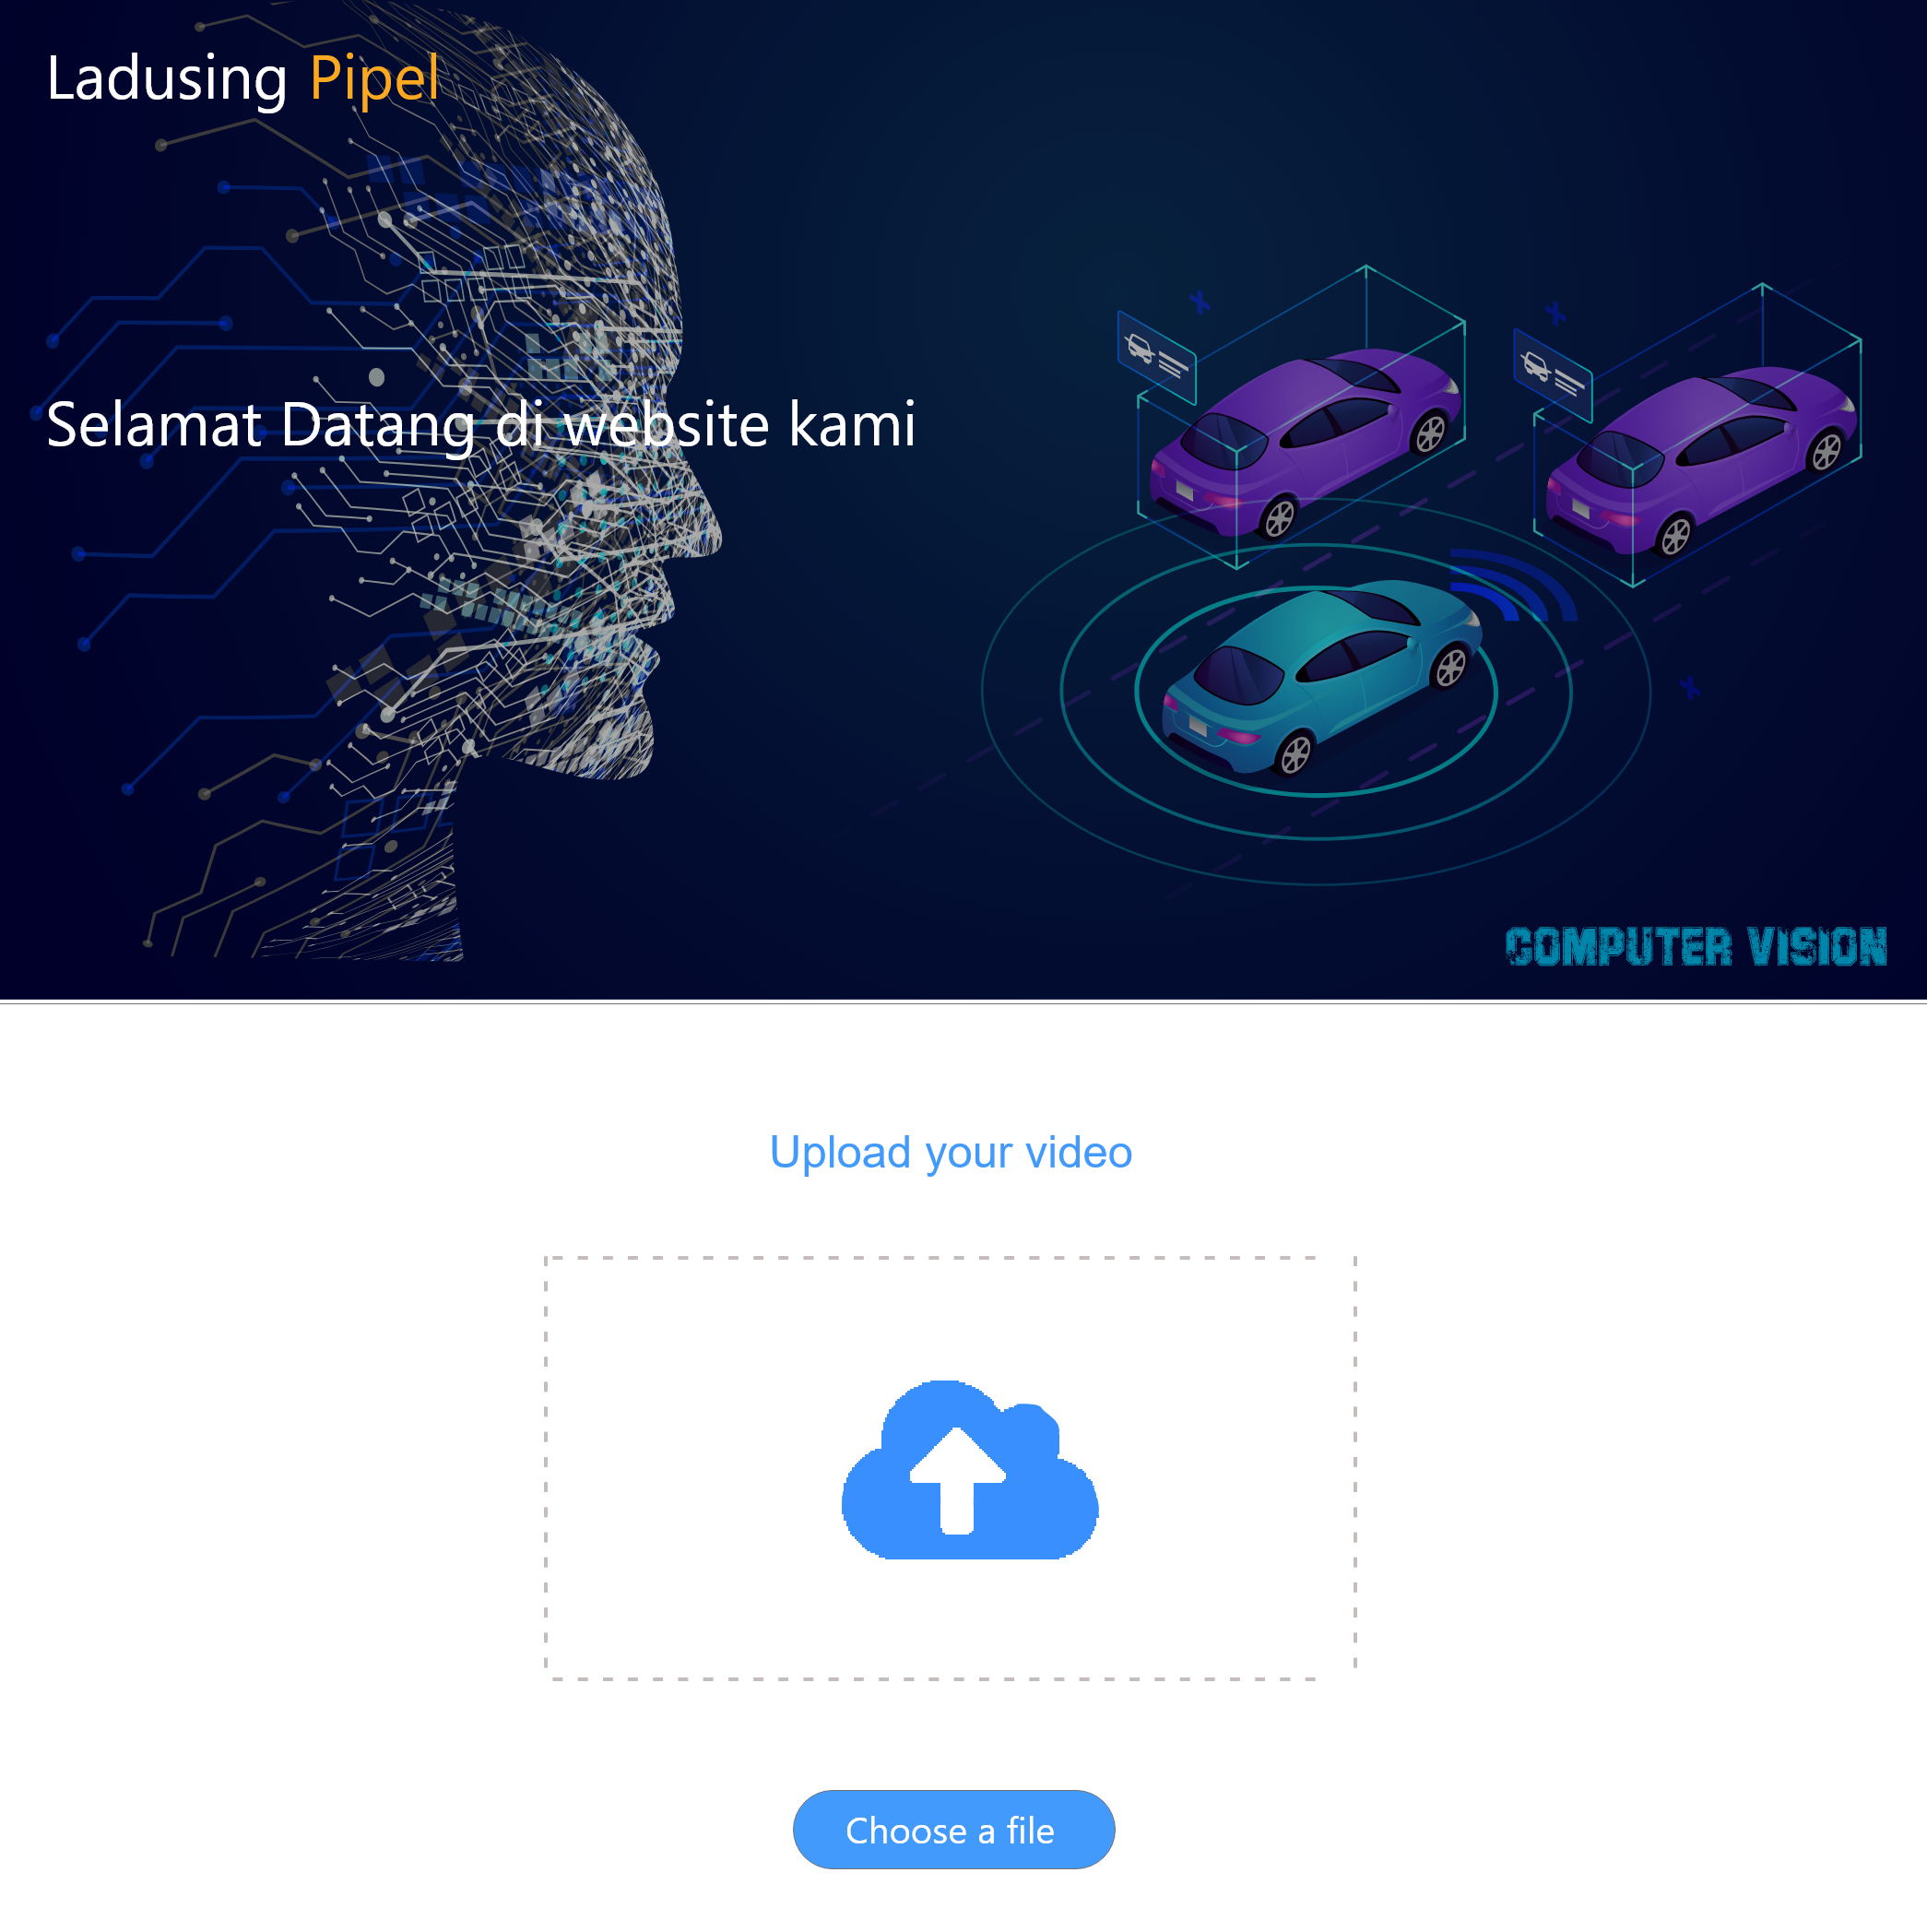 Ladusing Pipel
Selamat Datang di website kami
COMPUTER VISION
Upload your video
Choose a file